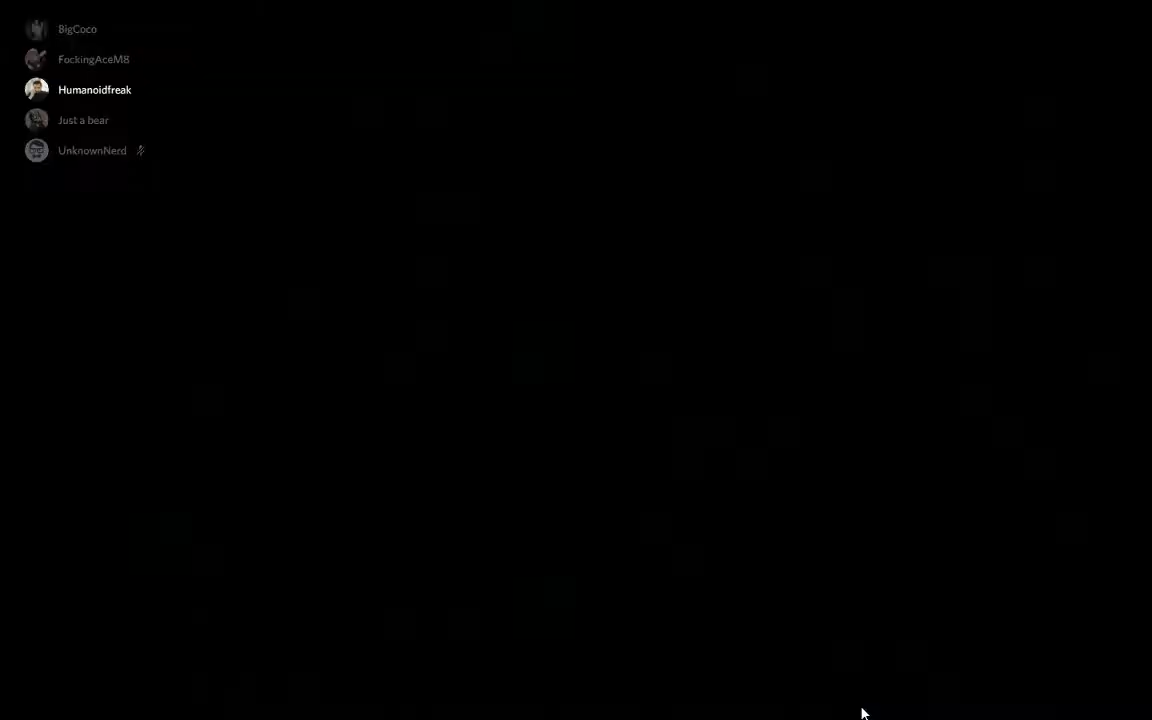 BigCoco
FockingAceM8
Humanoidfreak
Just a bear
UnknownNerd